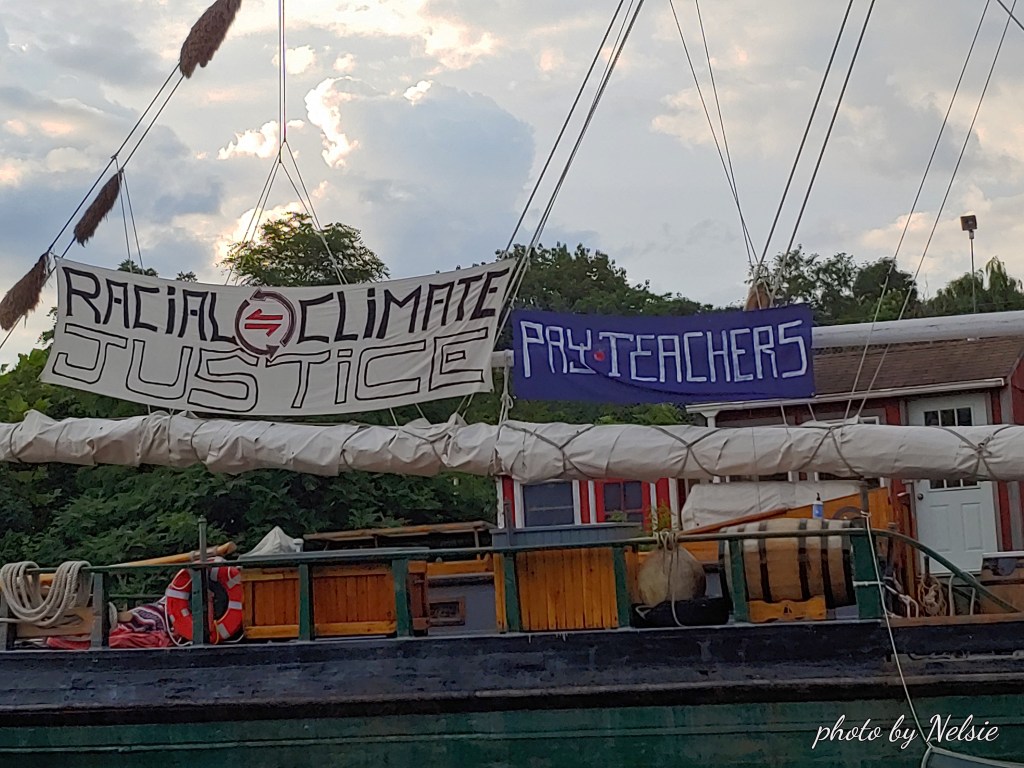 RACIAL CLIMATE
JUSTICE
PAY TEACHERS
photo by Nelsie